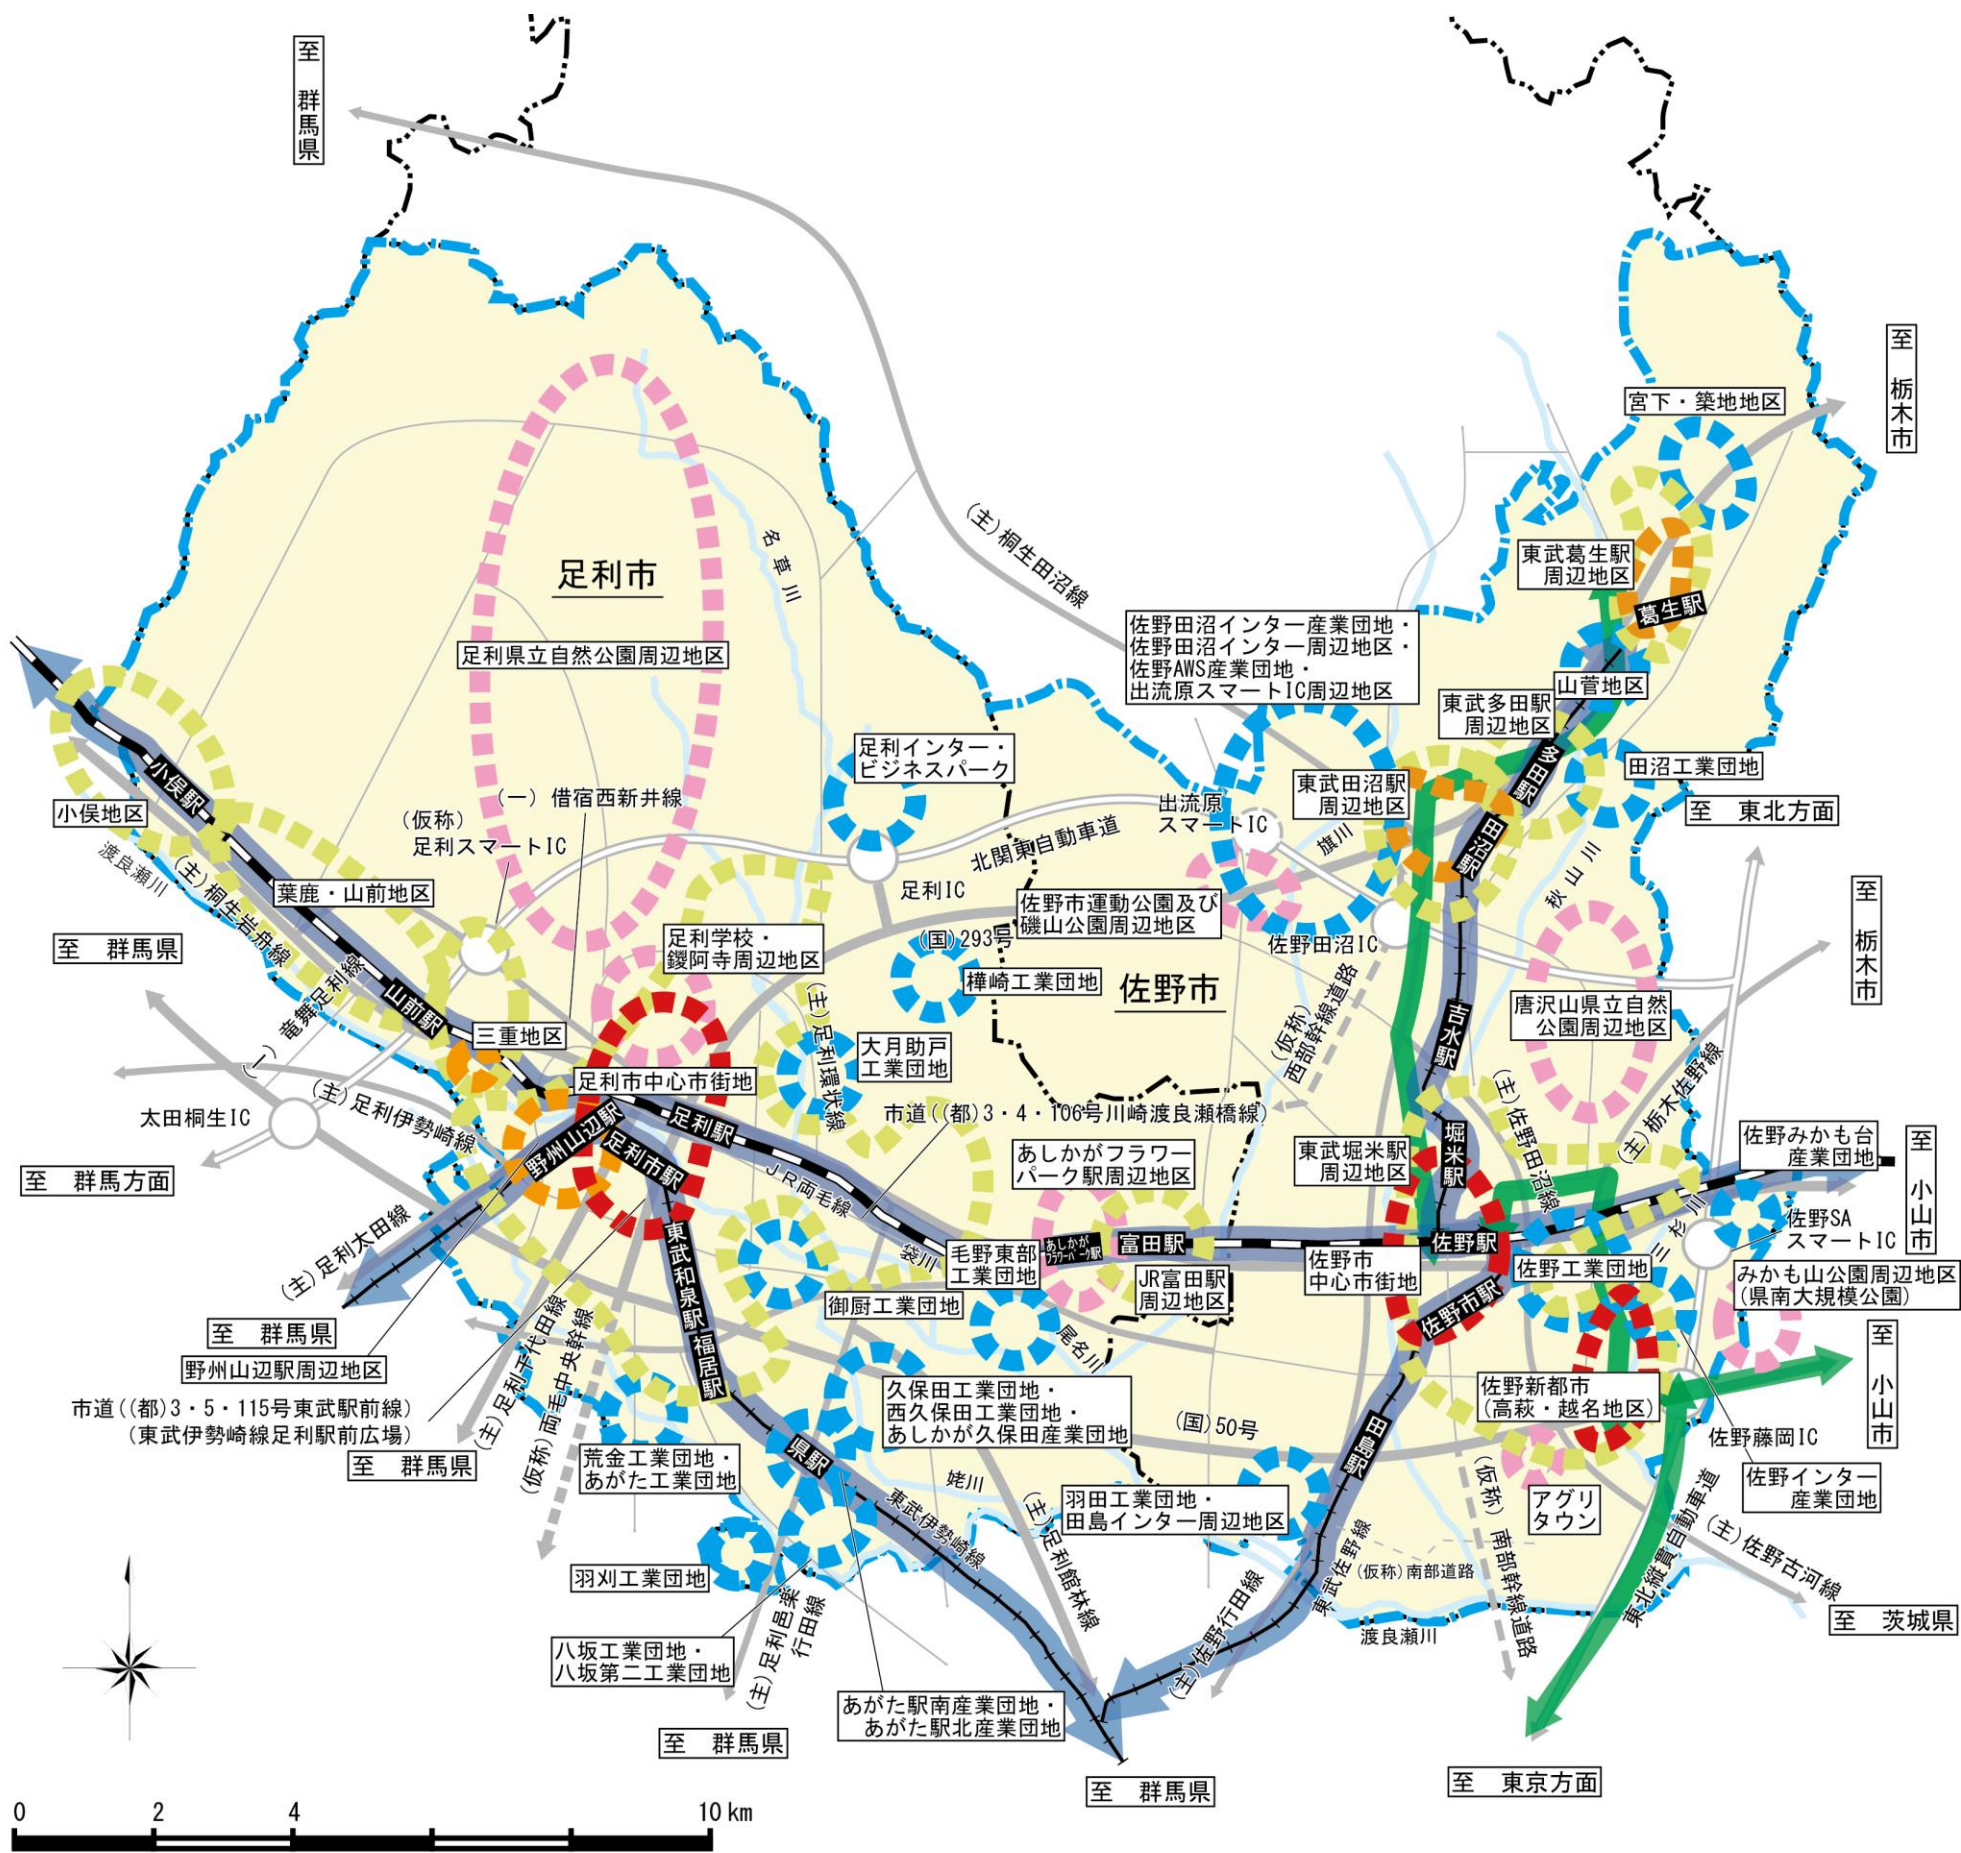 至 群馬県
至 栃木市
宮下・築地地区
(主)桐生田沼線
名草川
足利市
東武葛生駅
周辺地区
葛生駅
佐野田沼インター産業団地・
佐野田沼インター周辺地区・
佐野AWS産業団地・
出流原スマートIC周辺地区
足利県立自然公園周辺地区
山菅地区
東武多田駅
周辺地区
多田駅
田沼工業団地
足利インター・
ビジネスパーク
東武田沼駅
周辺地区
小俣駅
小俣地区
(一)借宿西新井線
(仮称)
足利スマートIC
出流原
スマートIC
北関東自動車道
旗川
田沼駅
至 東北方面
渡良瀬川
(主)桐生岩舟線
葉鹿・山前地区
足利IC
佐野市運動公園及び
磯山公園周辺地区
秋山川
至 栃木市
至 群馬県
足利学校・
鑁阿寺周辺地区
(国)293号
佐野田沼IC
樺崎工業団地
佐野市
(仮称)
西部幹線道路
吉水駅
唐沢山県立自然
公園周辺地区
(一)竜舞足利線
山前駅
三重地区
(主)足利環状線
大月助戸
工業団地
足利市中心市街地
(主)佐野田沼線
(主)栃木佐野線
太田桐生IC
(主)足利伊勢崎線
市道((都)3・4・106号川崎渡良瀬橋線)
野州山辺駅
足利駅
足利市駅
JR両毛線
あしかがフラワー
パーク駅周辺地区
東武堀米駅
周辺地区
堀米駅
佐野みかも台
産業団地
至 小山市
至 群馬方面
(主)足利太田線
東武和泉駅
袋川
毛野東部
工業団地
あしかが
フラワーパーク駅
富田駅
JR富田駅
周辺地区
佐野市
中心市街地
佐野駅
佐野工業団地
三杉川
佐野SA
スマートIC
みかも山公園周辺地区
(県南大規模公園)
御厨工業団地
尾名川
佐野市駅
至 群馬県
野州山辺駅周辺地区
(主)足利千代田線
(仮称)両毛中央幹線
福居駅
至 小山市
市道((都)3・5・115号東武駅前線)
(東武伊勢崎線足利駅前広場)
至 群馬県
久保田工業団地・
西久保田工業団地・
あしかが久保田産業団地
(国)50号
佐野新都市
(高萩・越名地区)
佐野藤岡IC
荒金工業団地・
あがた工業団地
県駅
田島駅
佐野インター
産業団地
姥川
東武伊勢崎線
(主)足利館林線
羽田工業団地・
田島インター周辺地区
(仮称)南部幹線道路
アグリ
タウン
東北縦貫自動車道
(主)佐野古河線
羽刈工業団地
東武佐野線
(仮称)南部道路
(主)足利邑楽
行田線
八坂工業団地・
八坂第二工業団地
(主)佐野行田線
渡良瀬川
至 茨城県
あがた駅南産業団地・
あがた駅北産業団地
至 群馬県
至 群馬県
至 東京方面
0 2 4 10 km